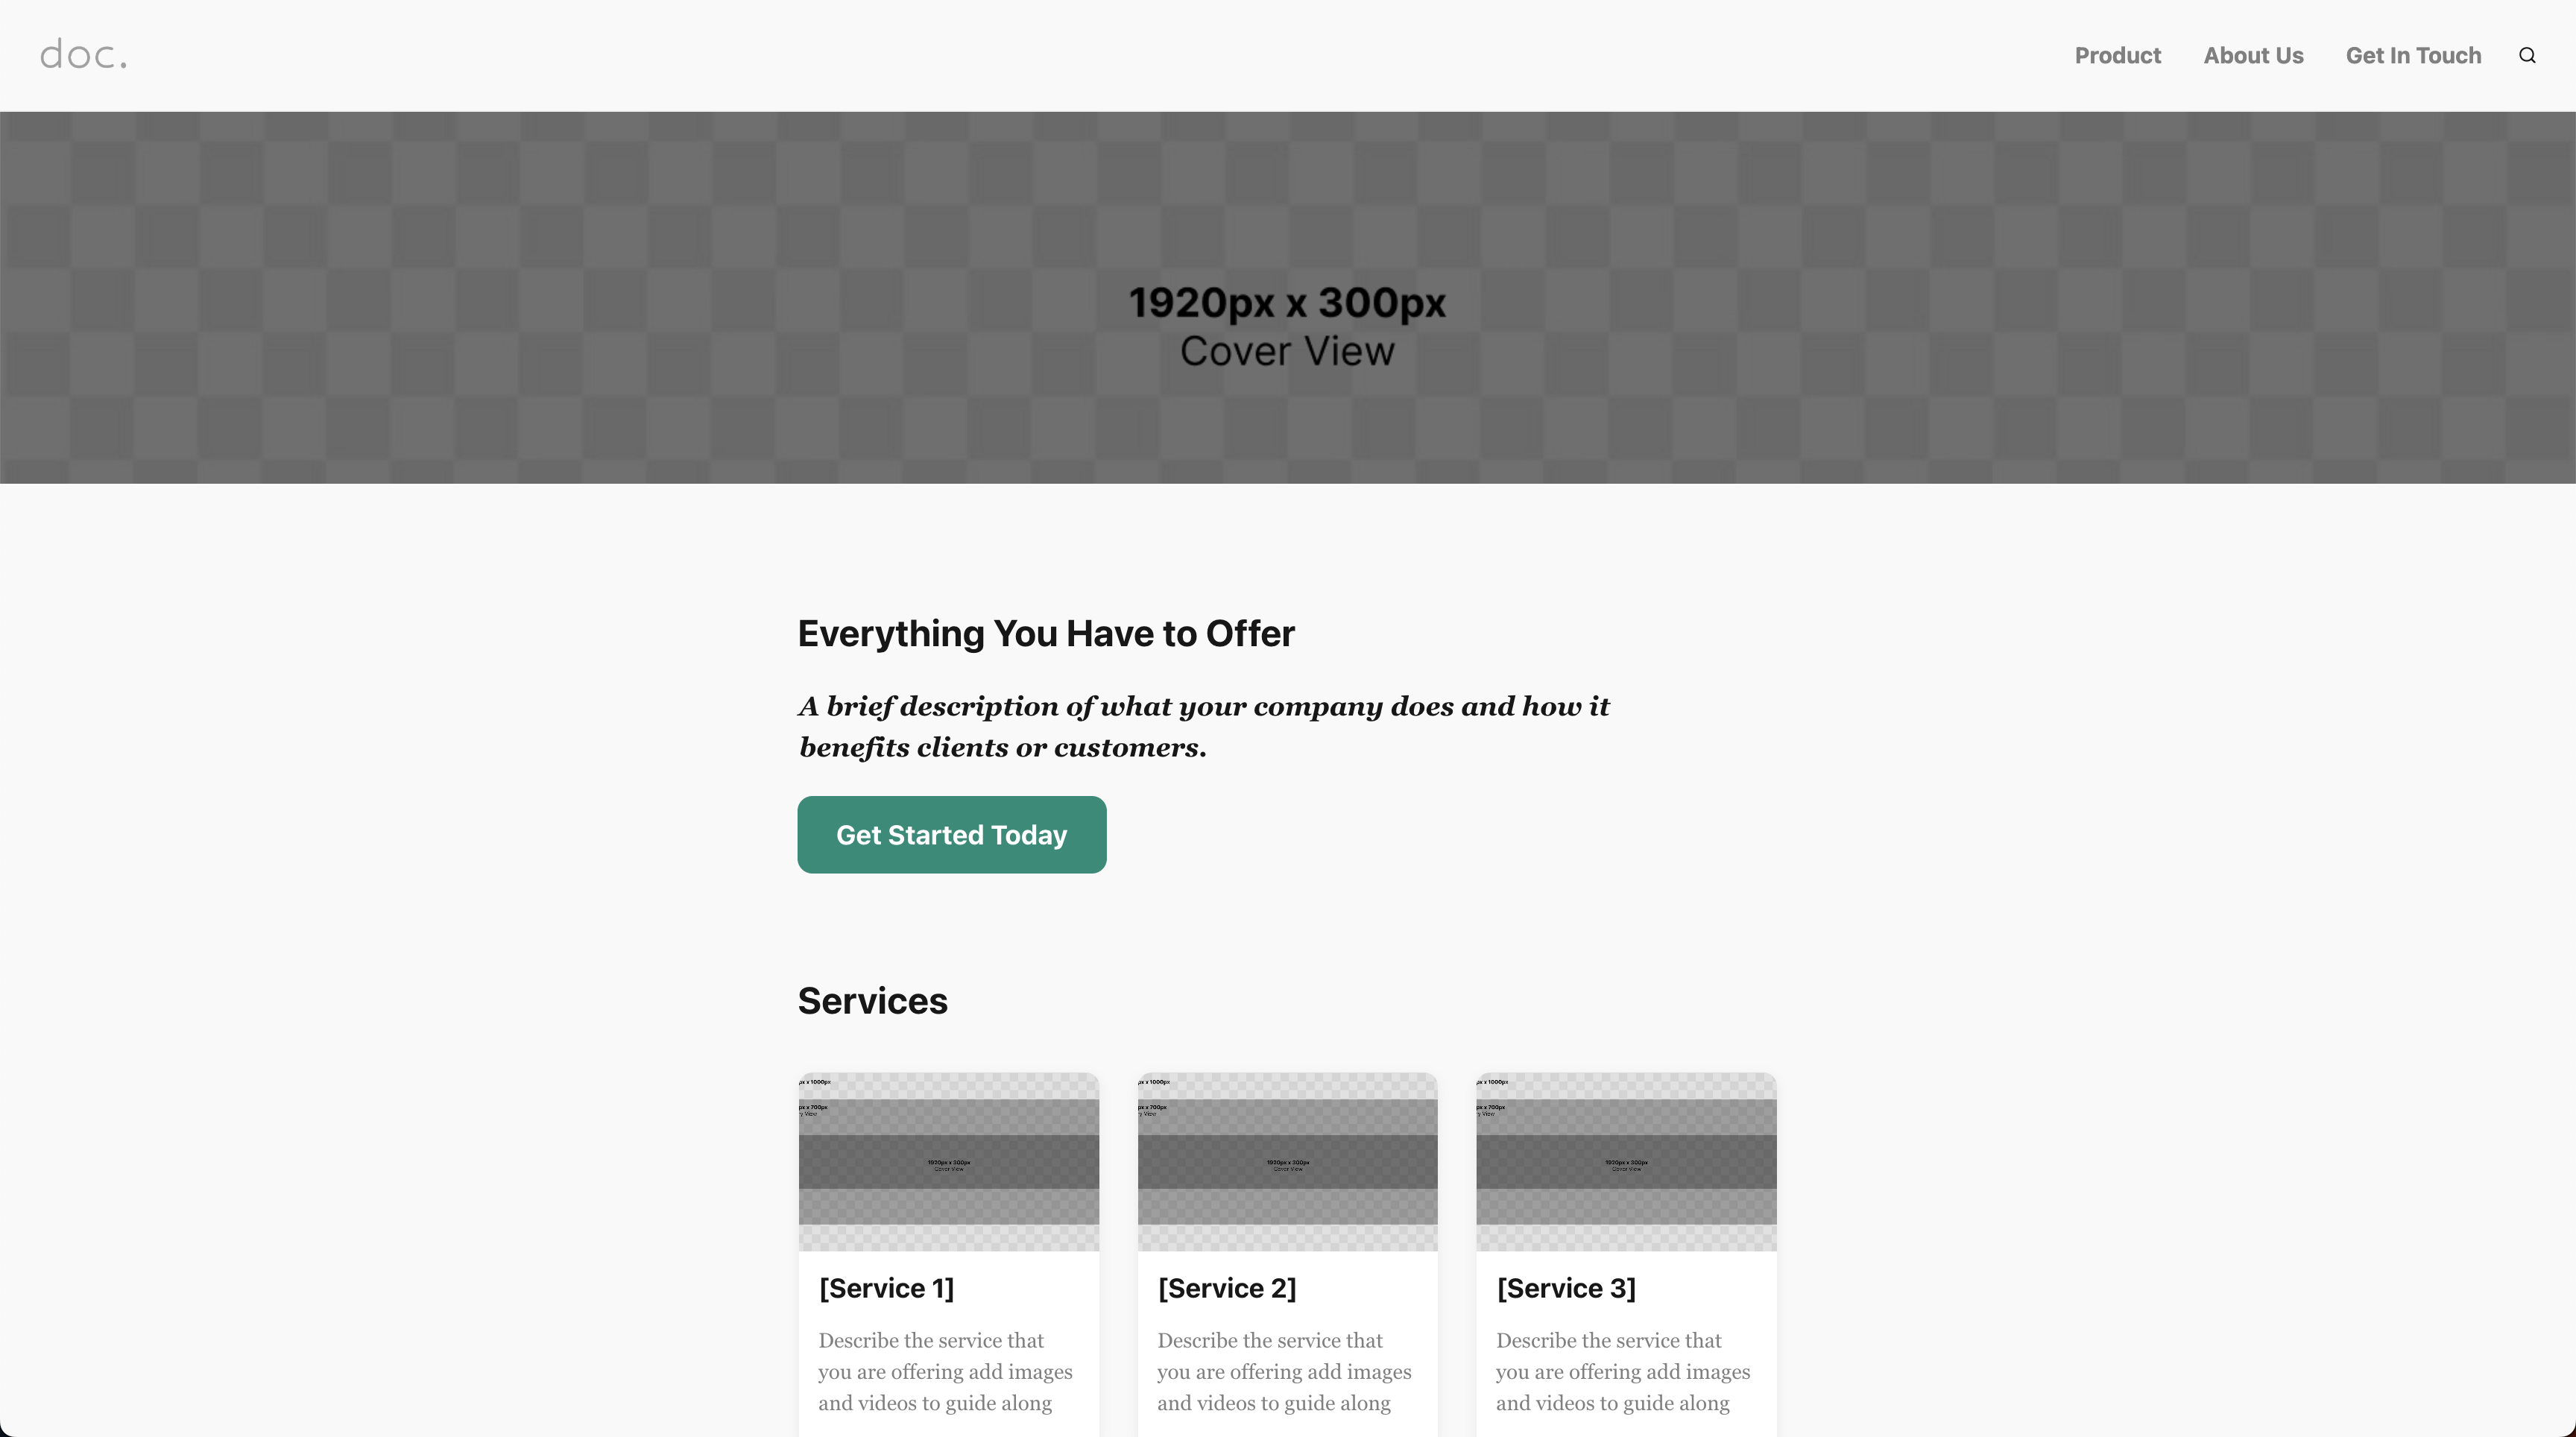 doc.
Product About Us Get In Touch
1920px x 300px
Cover View
Everything You Have to Offer
A brief description of what your company does and how it
benefits clients or customers.
Get Started Today
Services
px x 1000px
px x 700px
y View
1920px x 300px
Cover View
[Service 1]
Describe the service that
you are offering add images
and videos to guide along
px x 1000px
px x 700px
y View
1920px x 300px
Cover View
[Service 2]
Describe the service that
you are offering add images
and videos to guide along
px x 1000px
px x 700px
y View
1920px x 300px
Cover View
[Service 3]
Describe the service that
you are offering add images
and videos to guide along